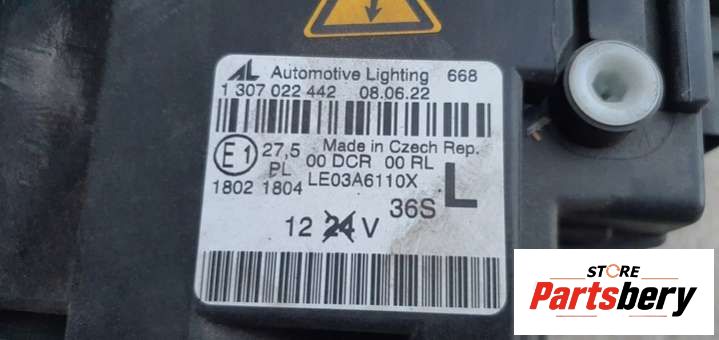 AL Automotive Lighting 668
1 307 022 442 08.06.22
E1 27,5 Made in Czech Rep.
PL 00 DCR 00 RL
1802 1804 LE03A6110X
36S L
12 24 V
STORE
Partsbery